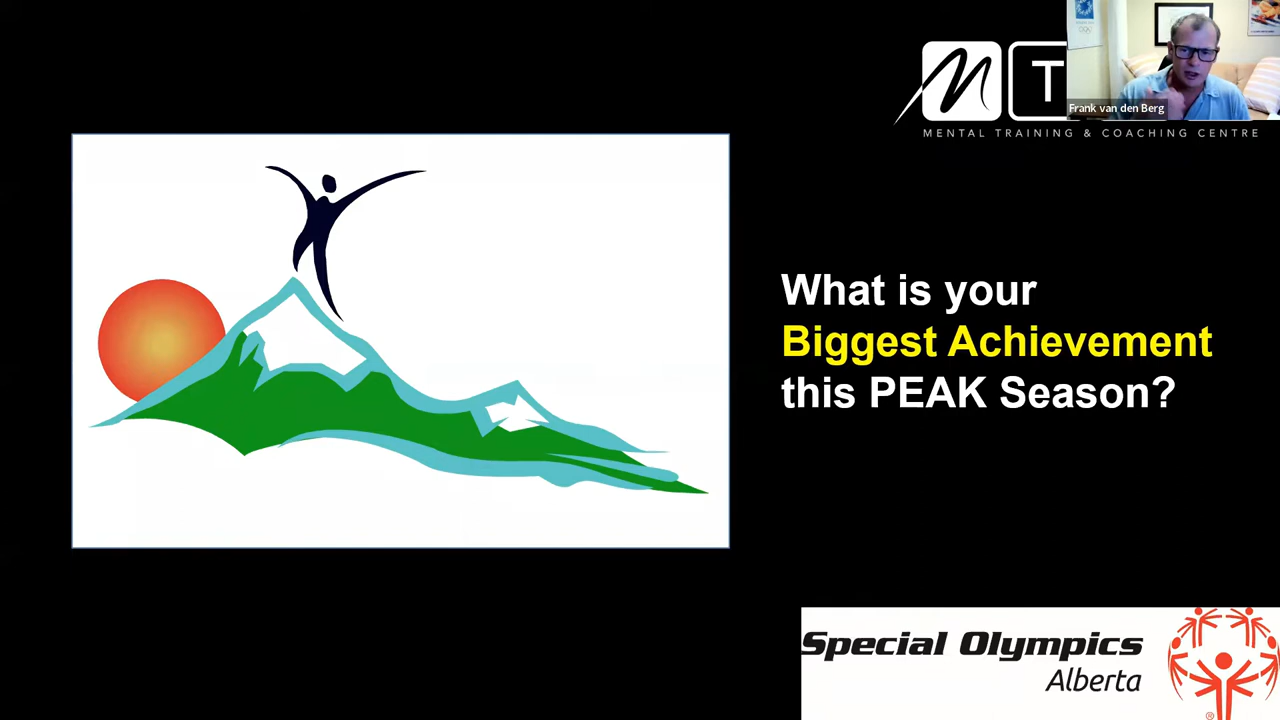 M T
Frank van den Berg
MENTAL TRAINING & COACHING CENTRE
What is your
Biggest Achievement
this PEAK Season?
Special Olympics
Alberta
®